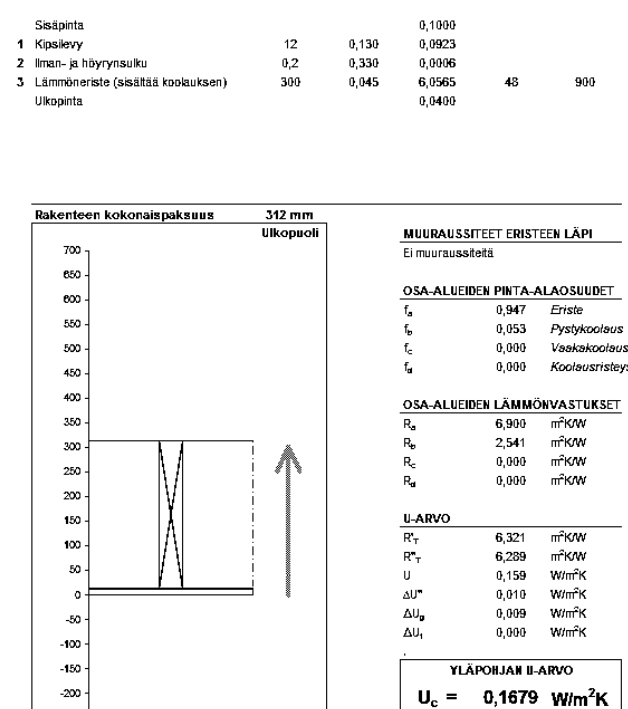 Sisäpinta 0,1000
1 Kipsilevy 12 0,130 0,0923
2 Ilman- ja höyrynsulku 0,2 0,330 0,0006
3 Lämmöneriste (sisältää koolauksen) 300 0,045 6,0565 48 900
Ulkopinta 0,0400
Rakenteen kokonaispaksuus 312 mm
Ulkopuoli
700
650
600
550
500
450
400
350
300
250
200
150
100
50
0
-50
-100
-150
-200
MUURAUSSITEET ERISTEEN LÄPI
Ei muuraussiteitä
OSA-ALUEIDEN PINTA-ALAOSUUDET
fa 0,947 Eriste
fb 0,053 Pystykoolaus
fc 0,000 Vaakakoolaus
fd 0,000 Koolausristeys
OSA-ALUEIDEN LÄMMÖNVASTUKSET
Ra 6,900 m²K/W
Rb 2,541 m²K/W
Rc 0,000 m²K/W
Rd 0,000 m²K/W
U-ARVO
R'T 6,321 m²K/W
R"T 6,289 m²K/W
U 0,159 W/m²K
ΔU" 0,010 W/m²K
ΔUg 0,009 W/m²K
ΔUf 0,000 W/m²K
YLÄPOHJAN U-ARVO
Uc = 0,1679 W/m²K